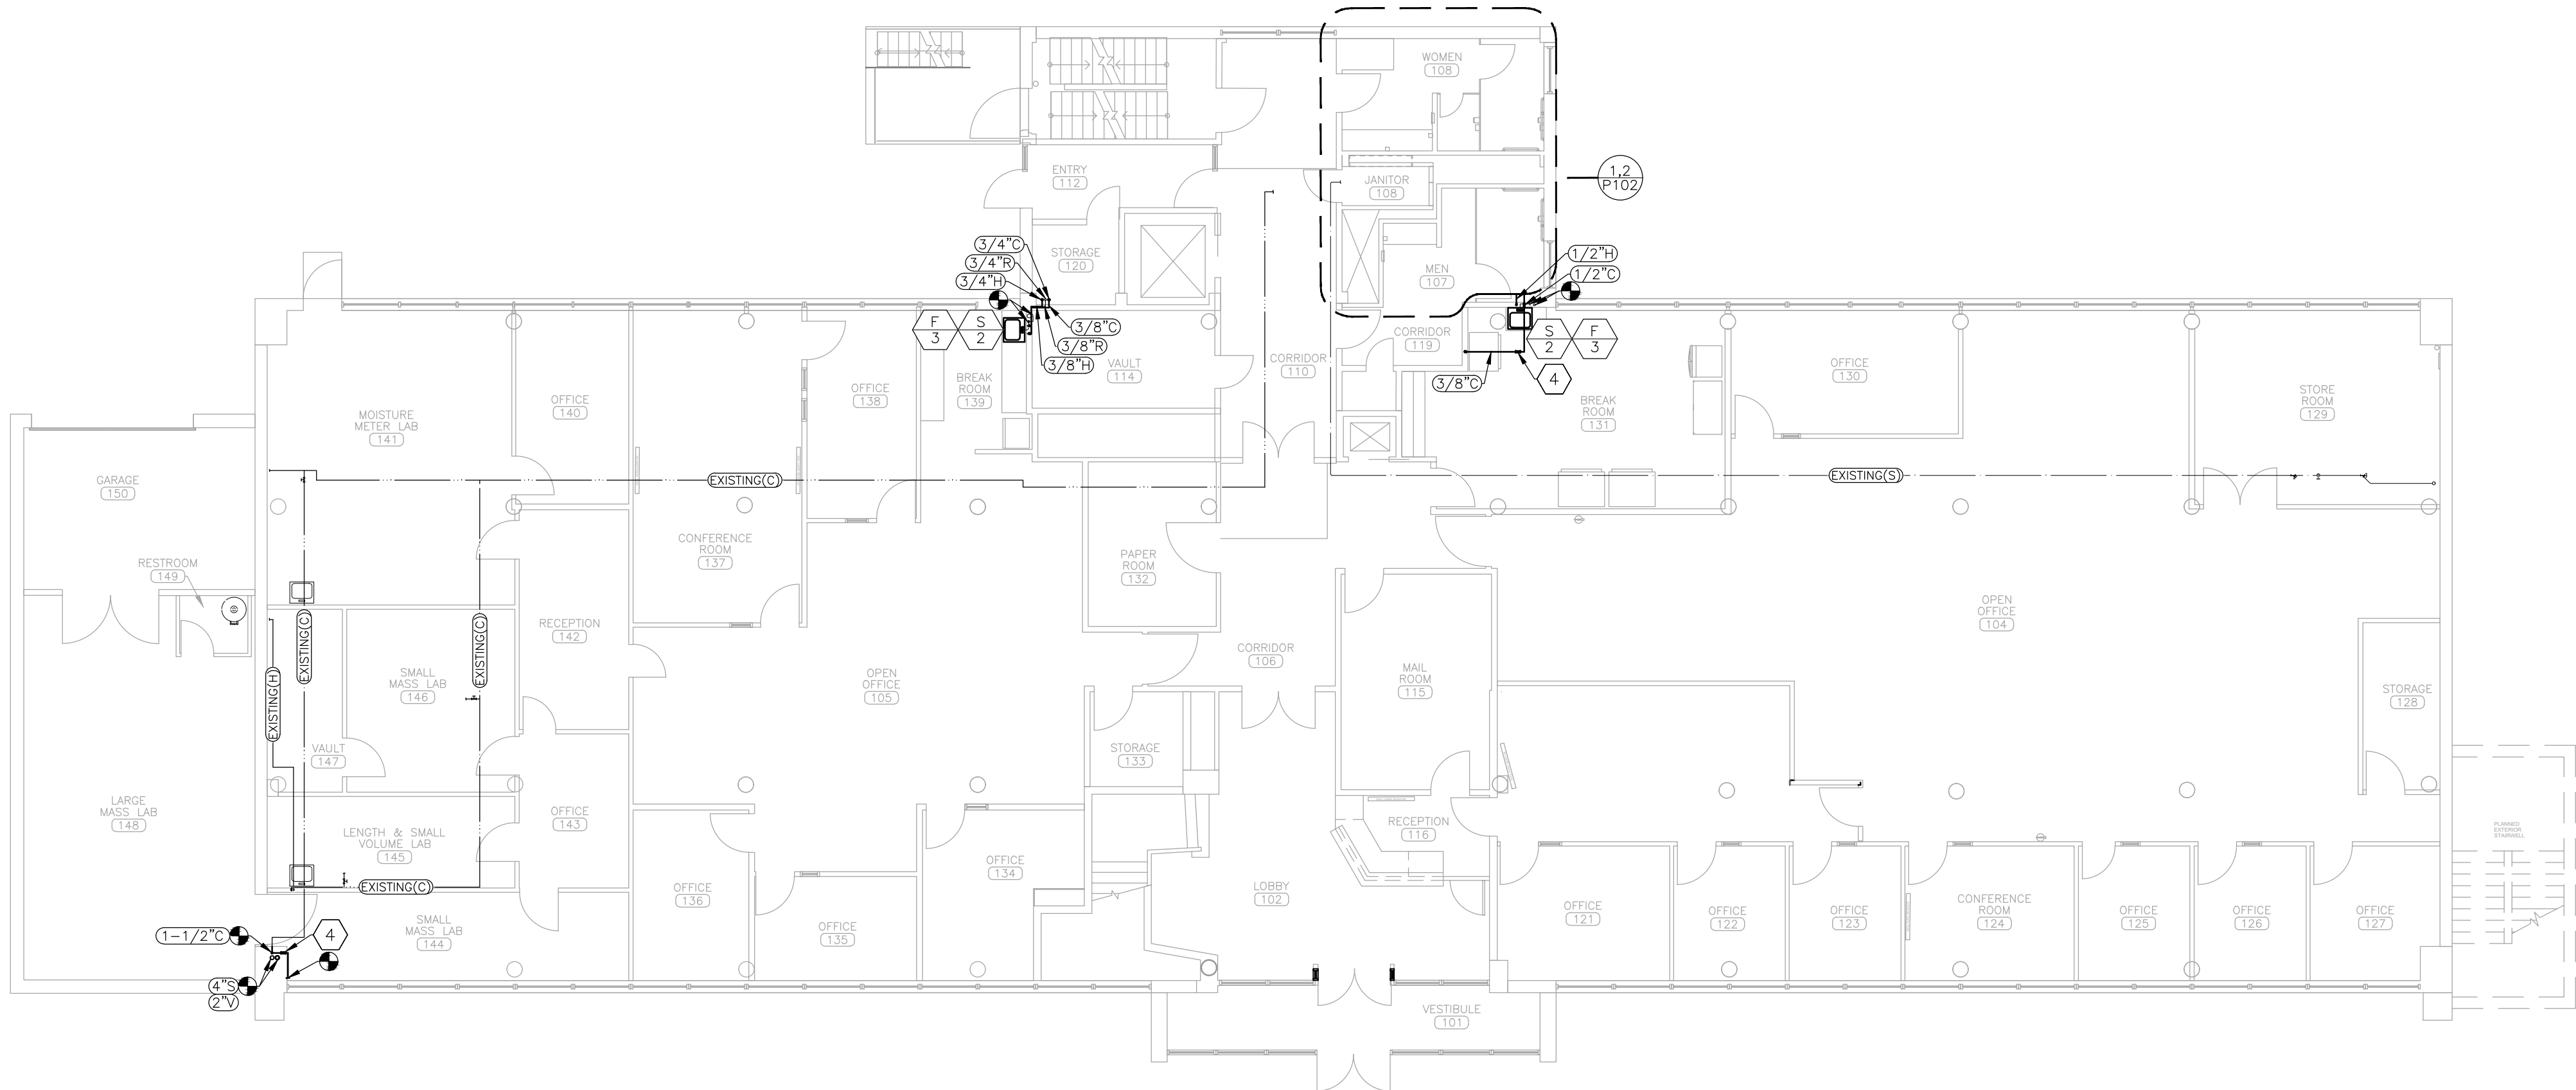 WOMEN
108
1,2
P102
ENTRY
112
JANITOR
108
STORAGE
120
3/4"C
3/4"R
3/4"H
MEN
107
1/2"H
1/2"C
F
3
S
2
3/8"C
3/8"R
3/8"H
VAULT
114
CORRIDOR
110
CORRIDOR
119
S
2
F
3
3/8"C
4
OFFICE
130
STORE
ROOM
129
BREAK
ROOM
131
BREAK
ROOM
139
OFFICE
138
OFFICE
140
MOISTURE
METER LAB
141
GARAGE
150
EXISTING(C)
EXISTING(S)
CONFERENCE
ROOM
137
PAPER
ROOM
132
RESTROOM
149
RECEPTION
142
EXISTING(C)
EXISTING(C)
EXISTING(H)
SMALL
MASS LAB
146
OPEN
OFFICE
105
CORRIDOR
106
MAIL
ROOM
115
OPEN
OFFICE
104
STORAGE
128
VAULT
147
STORAGE
133
LARGE
MASS LAB
148
LENGTH & SMALL
VOLUME LAB
145
OFFICE
143
RECEPTION
116
PLANNED
EXTERIOR
STAIRWELL
EXISTING(C)
OFFICE
136
OFFICE
134
OFFICE
135
LOBBY
102
OFFICE
121
OFFICE
122
OFFICE
123
CONFERENCE
ROOM
124
OFFICE
125
OFFICE
126
OFFICE
127
SMALL
MASS LAB
144
1-1/2"C
4
4"S
2"V
VESTIBULE
101